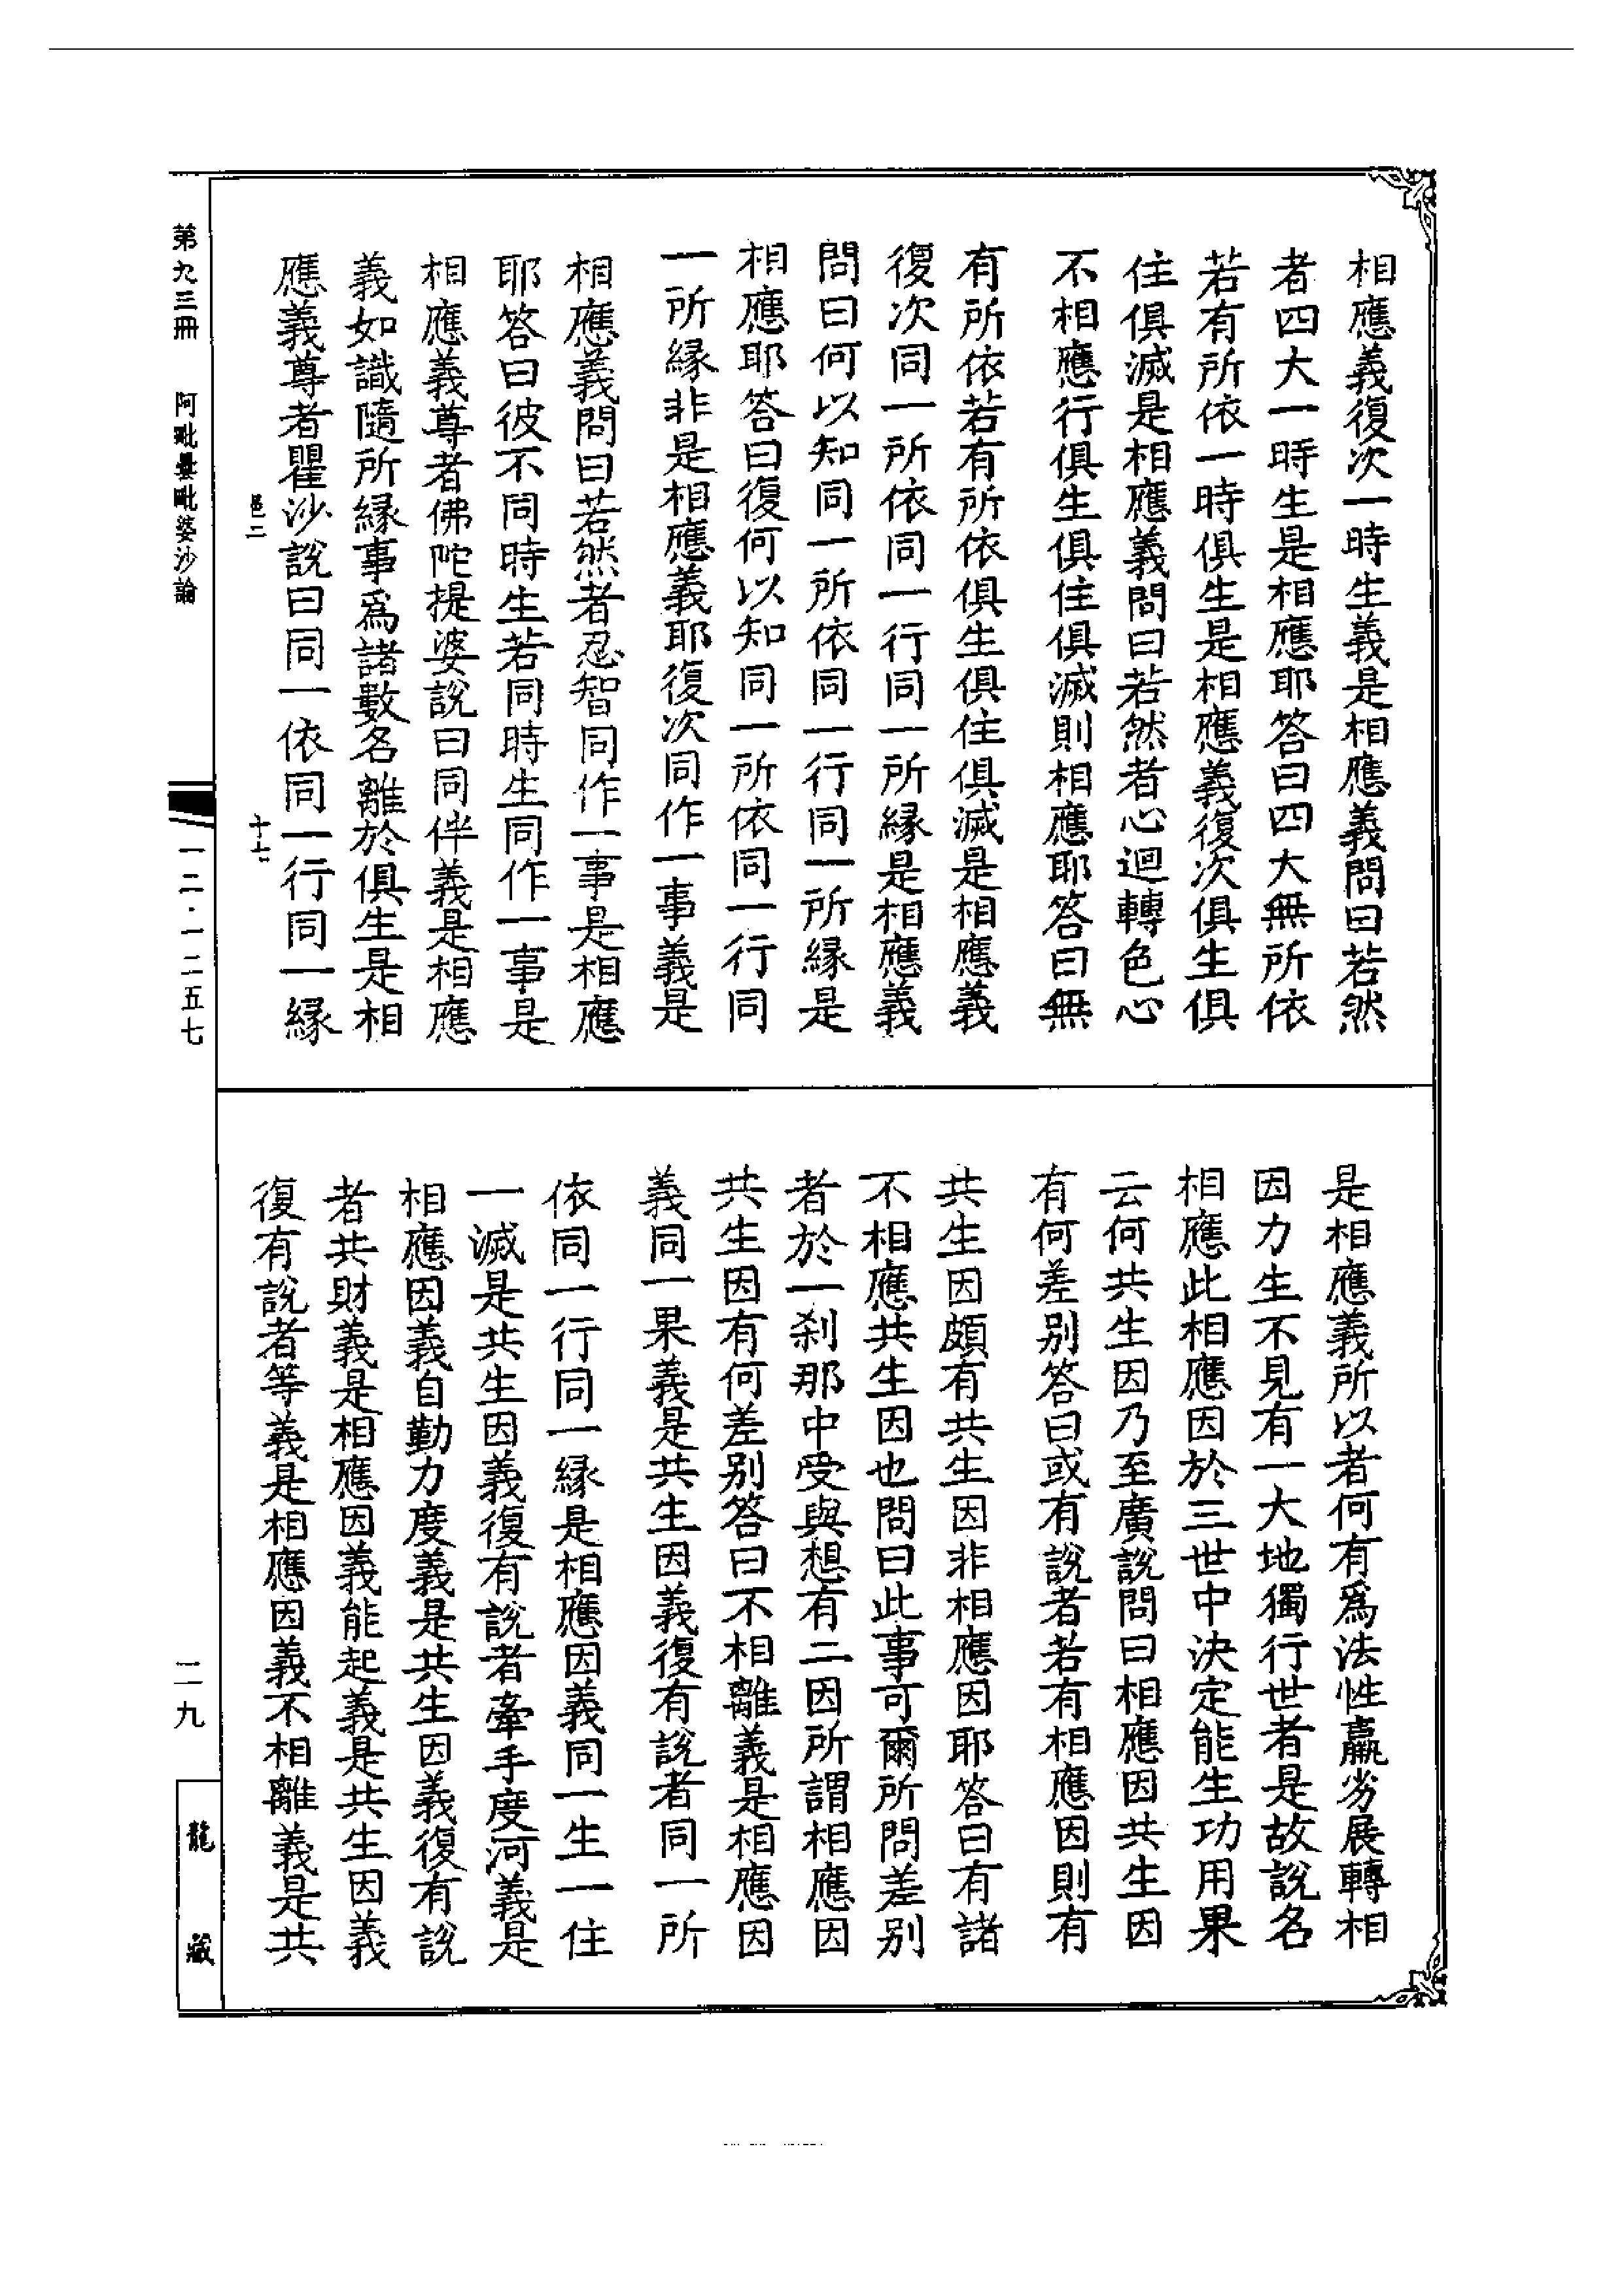 相應義復次一時生義是相應義問曰若然
者四大一時生是相應耶答曰四大無所依
若有所依一時俱生是相應義復次俱生俱
住俱滅是相應義問曰若然者心迴轉色心
不相應行俱生俱住俱滅則相應耶答曰無
有所依若有所依俱生俱住俱滅是相應義
復次同一所依同一行同一所緣是相應義
問曰何以知同一所依同一行同一所緣是
相應耶答曰復何以知同一所依同一行同
一所緣非是相應義耶復次同作一事義是
相應義問曰若然者忍智同作一事是相應
耶答曰彼不同時生若同時生同作一事是
相應義尊者佛陀提婆說曰同伴義是相應
義如識隨所緣事爲諸數名離於俱生是相
應義尊者瞿沙說曰同一依同一行同一緣
邑二
十七
是相應義所以者何有爲法性羸劣展轉相
因力生不見有一大地獨行世者是故說名
相應此相應因於三世中決定能生功用果
云何共生因乃至廣說問曰相應因共生因
有何差別答曰或有說者若有相應因則有
共生因頗有共生因非相應因耶答曰有諸
不相應共生因也問曰此事可爾所問差別
者於一剎那中受與想有二因所謂相應因
共生因有何差別答曰不相離義是相應因
義同一果義是共生因義復有說者同一所
依同一行同一緣是相應因義同一生一住
一滅是共生因義復有說者牽手度河義是
相應因義自勤力度義是共生因義復有說
者共財義是相應因義能起義是共生因義
復有說者等義是相應因義不相離義是共
第九三冊
阿毗曇毗婆沙論
一二·一二五七
二九
龍藏